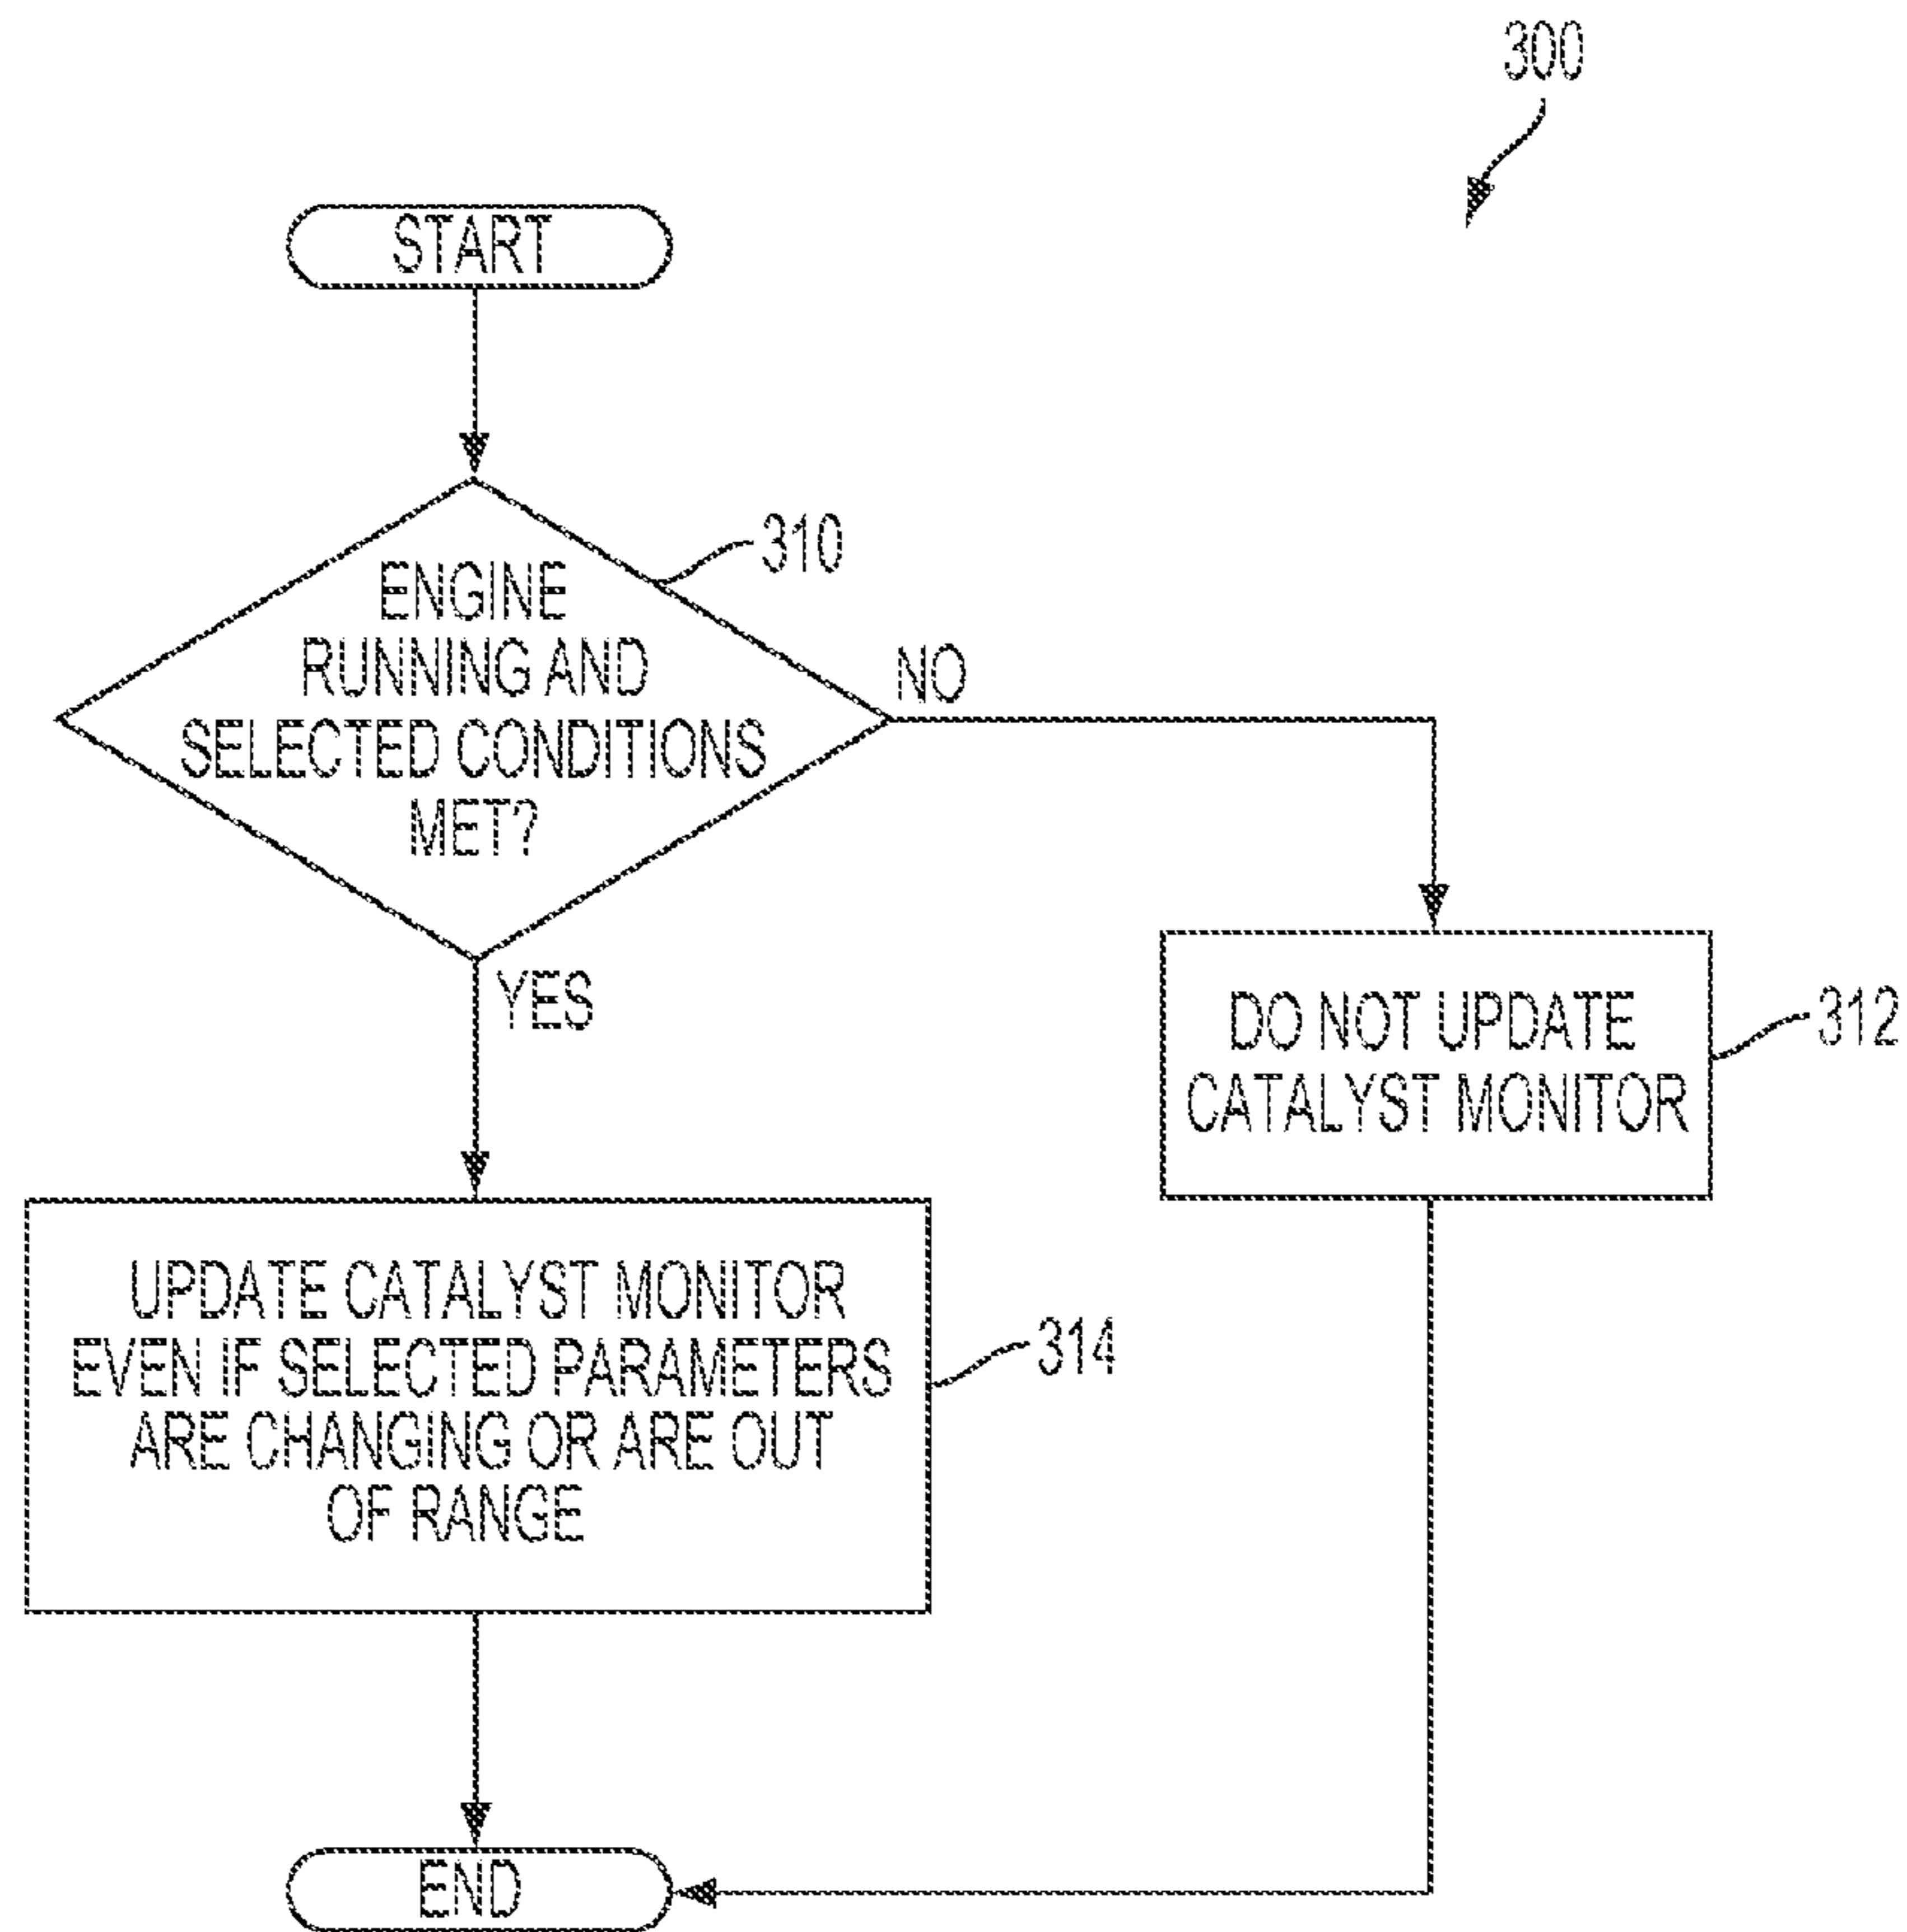 300
START
310
ENGINE
RUNNING AND
SELECTED CONDITIONS
MET?
NO
YES
DO NOT UPDATE
CATALYST MONITOR
312
UPDATE CATALYST MONITOR
EVEN IF SELECTED PARAMETERS
ARE CHANGING OR ARE OUT
OF RANGE
314
END